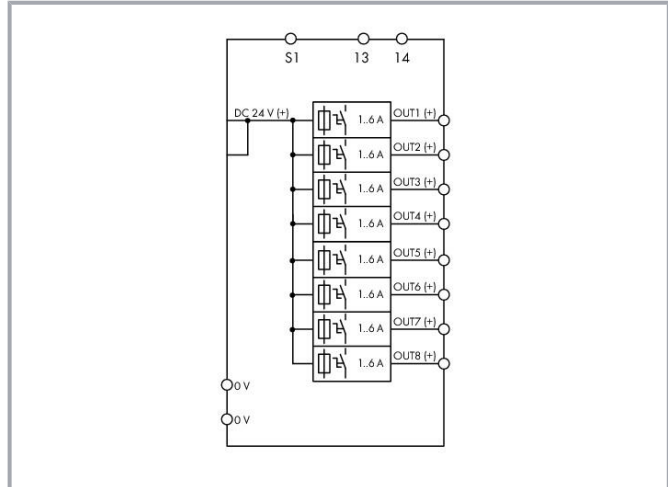 S1 13 14
DC 24 V (+)
1..6 A OUT1 (+)
1..6 A OUT2 (+)
1..6 A OUT3 (+)
1..6 A OUT4 (+)
1..6 A OUT5 (+)
1..6 A OUT6 (+)
1..6 A OUT7 (+)
1..6 A OUT8 (+)
0 V
0 V